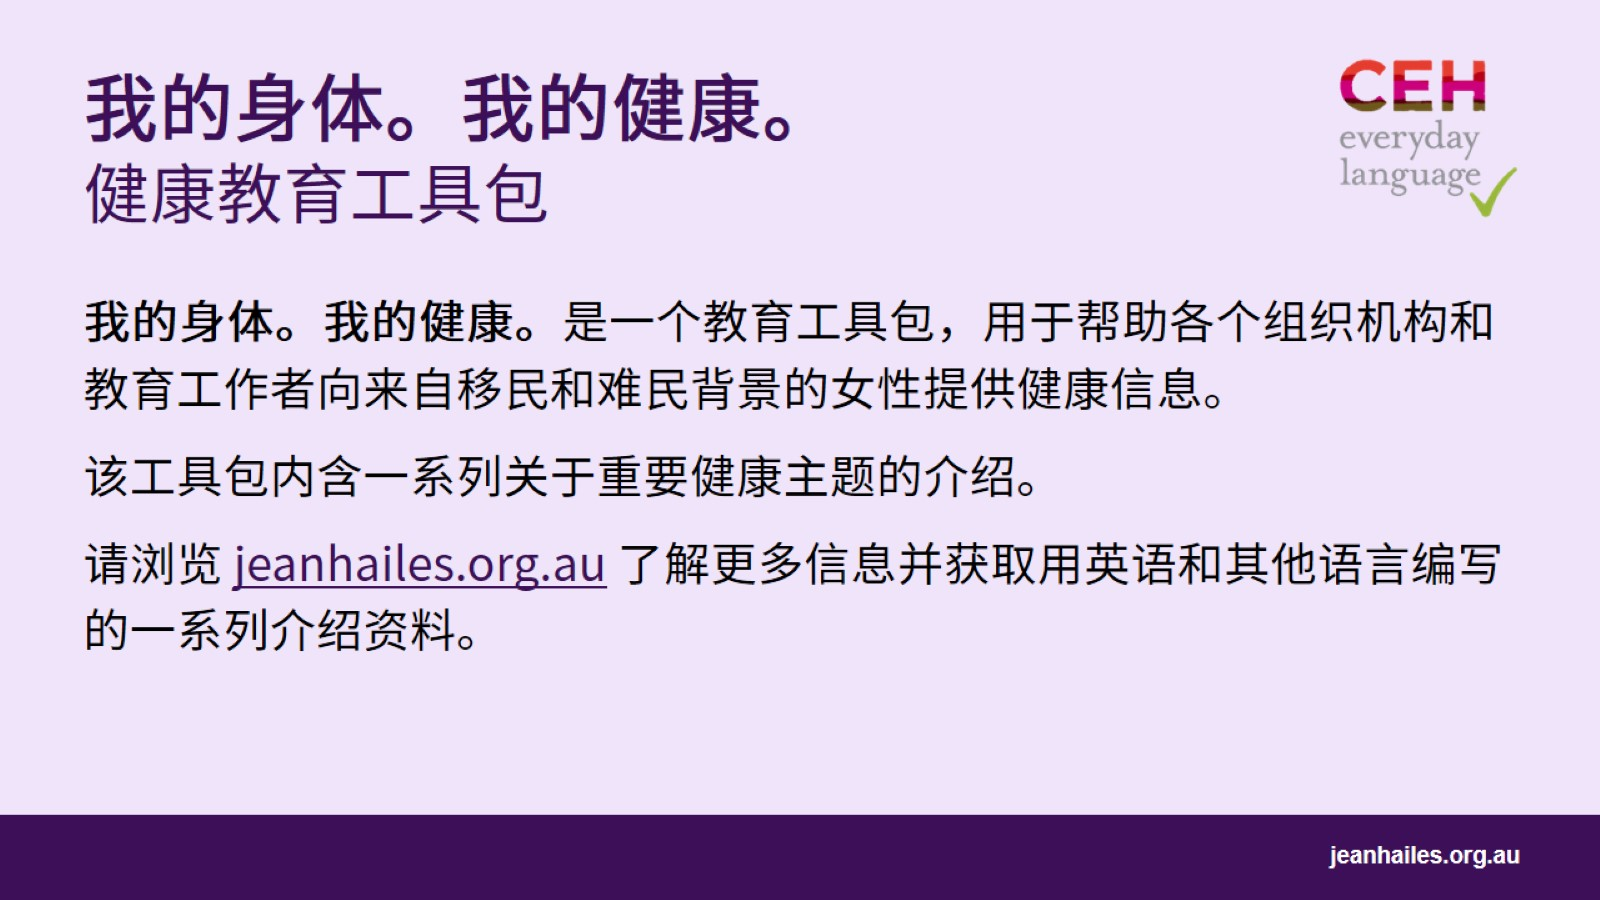 我的身体。我的健康。
健康教育工具包
CEH
everyday
language
我的身体。我的健康。是一个教育工具包，用于帮助各个组织机构和
教育工作者向来自移民和难民背景的女性提供健康信息。
该工具包内含一系列关于重要健康主题的介绍。
请浏览 jeanhailes.org.au 了解更多信息并获取用英语和其他语言编写
的一系列介绍资料。
jeanhailes.org.au